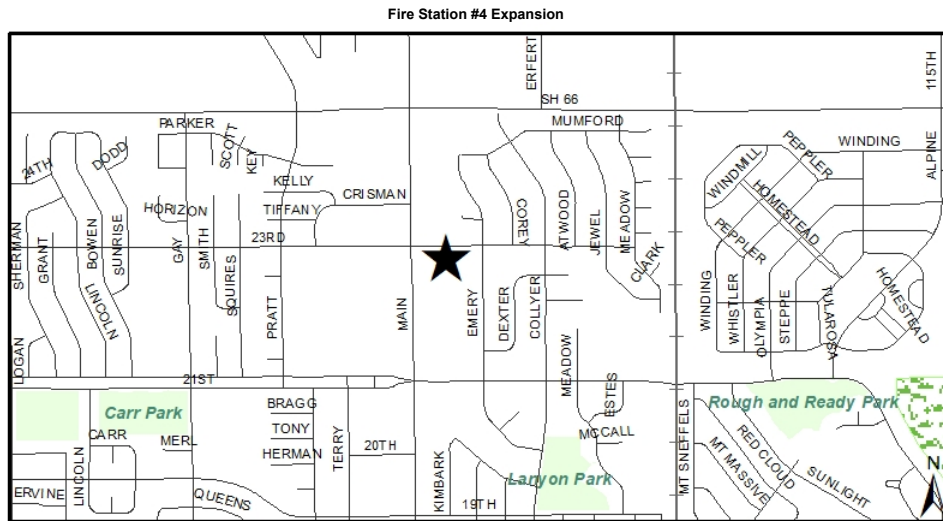 Fire Station #4 Expansion
ERFERT
115TH
SH 66
PARKER
MUMFORD
SCOTT
KEY
DODD
24TH
WINDING
PEPPLER
ALPINE
WINDMILL
KELLY
CRISMAN
HOMESTEAD
HORIZON
TIFFANY
COREY
ATWOOD
JEWEL
MEADOW
SHERMAN
GRANT
BOWEN
SUNRISE
GAY
SMITH
23RD
PEPPLER
CLARK
SQUIRES
LINCOLN
PRATT
MAIN
EMERY
DEXTER
COLLYER
WINDING
WHISTLER
OLYMPIA
STEPPE
TULAROSA
HOMESTEAD
LOGAN
MEADOW
21ST
ESTES
Carr Park
BRAGG
Rough and Ready Park
CARR
MERL
TONY
TERRY
20TH
MCCALL
RED CLOUD
HERMAN
MT SNEFFELS
MT MASSIVE
LINCOLN
KIMBARK
Lanyon Park
SUNLIGHT
ERVINE
QUEENS
19TH